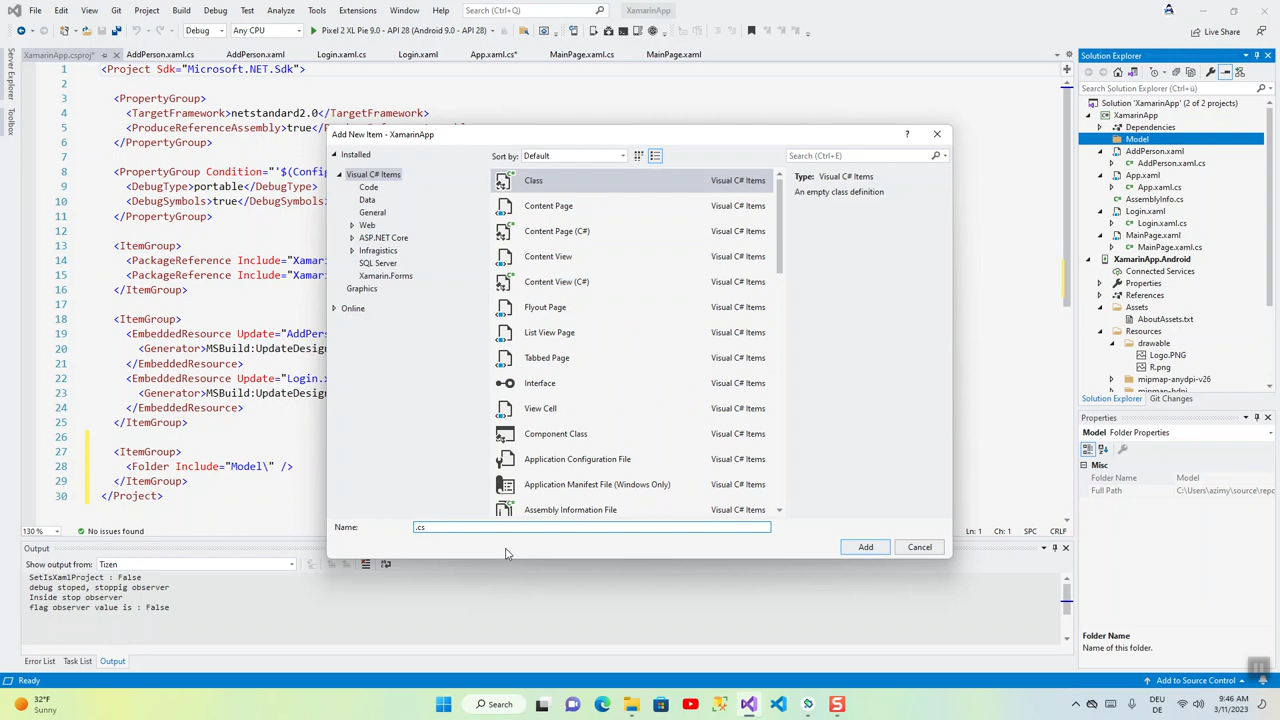 File Edit View Git Project Build Debug Test Analyze Tools Extensions Window Help Search (Ctrl+Q) XamarinApp
Debug Any CPU Pixel 2 XL Pie 9.0 - API 28 (Android 9.0 - API 28) Live Share
XamarinApp.csproj* AddPerson.xaml.cs AddPerson.xaml Login.xaml.cs Login.xaml App.xaml.cs* MainPage.xaml.cs MainPage.xaml
Server Explorer
Toolbox
1 <Project Sdk="Microsoft.NET.Sdk">
2
3 <PropertyGroup>
4 <TargetFramework>netstandard2.0</TargetFramework>
5 <ProduceReferenceAssembly>true</
6 </PropertyGroup>
7
8 <PropertyGroup Condition="'$(Config
9 <DebugType>portable</DebugType>
10 <DebugSymbols>true</DebugSymbols>
11 </PropertyGroup>
12
13 <ItemGroup>
14 <PackageReference Include="Xamar
15 <PackageReference Include="Xamar
16 </ItemGroup>
17
18 <ItemGroup>
19 <EmbeddedResource Update="AddPers
20 <Generator>MSBuild:UpdateDesign
21 </EmbeddedResource>
22 <EmbeddedResource Update="Login.x
23 <Generator>MSBuild:UpdateDesign
24 </EmbeddedResource>
25 </ItemGroup>
26
27 <ItemGroup>
28 <Folder Include="Model\" />
29 </ItemGroup>
30 </Project>
130 % No issues found Ln: 1 Ch: 1 SPC CRLF
Add New Item - XamarinApp ?
Installed
Visual C# Items
Code
Data
General
Web
ASP.NET Core
Infragistics
SQL Server
Xamarin.Forms
Graphics
Online
Sort by: Default
Class Visual C# Items
Content Page Visual C# Items
Content Page (C#) Visual C# Items
Content View Visual C# Items
Content View (C#) Visual C# Items
Flyout Page Visual C# Items
List View Page Visual C# Items
Tabbed Page Visual C# Items
Interface Visual C# Items
View Cell Visual C# Items
Component Class Visual C# Items
Application Configuration File Visual C# Items
Application Manifest File (Windows Only) Visual C# Items
Assembly Information File Visual C# Items
Search (Ctrl+E)
Type: Visual C# Items
An empty class definition
Name: .cs
Add Cancel
Output
Show output from: Tizen
SetIsXamlProject : False
debug stoped, stoppig observer
Inside stop observer
flag observer value is : False
Error List Task List Output
Solution Explorer
Search Solution Explorer (Ctrl+ü)
Solution 'XamarinApp' (2 of 2 projects)
XamarinApp
Dependencies
Model
AddPerson.xaml
AddPerson.xaml.cs
App.xaml
App.xaml.cs
AssemblyInfo.cs
Login.xaml
Login.xaml.cs
MainPage.xaml
MainPage.xaml.cs
XamarinApp.Android
Connected Services
Properties
References
Assets
AboutAssets.txt
Resources
drawable
Logo.PNG
R.png
mipmap-anydpi-v26
mipmap-hdpi
Solution Explorer Git Changes
Properties
Model Folder Properties
Misc
Folder Name Model
Full Path C:\Users\azimy\source\repo
Folder Name
Name of this folder.
Ready Add to Source Control
32°F
Sunny
Search
DEU
DE
9:46 AM
3/11/2023